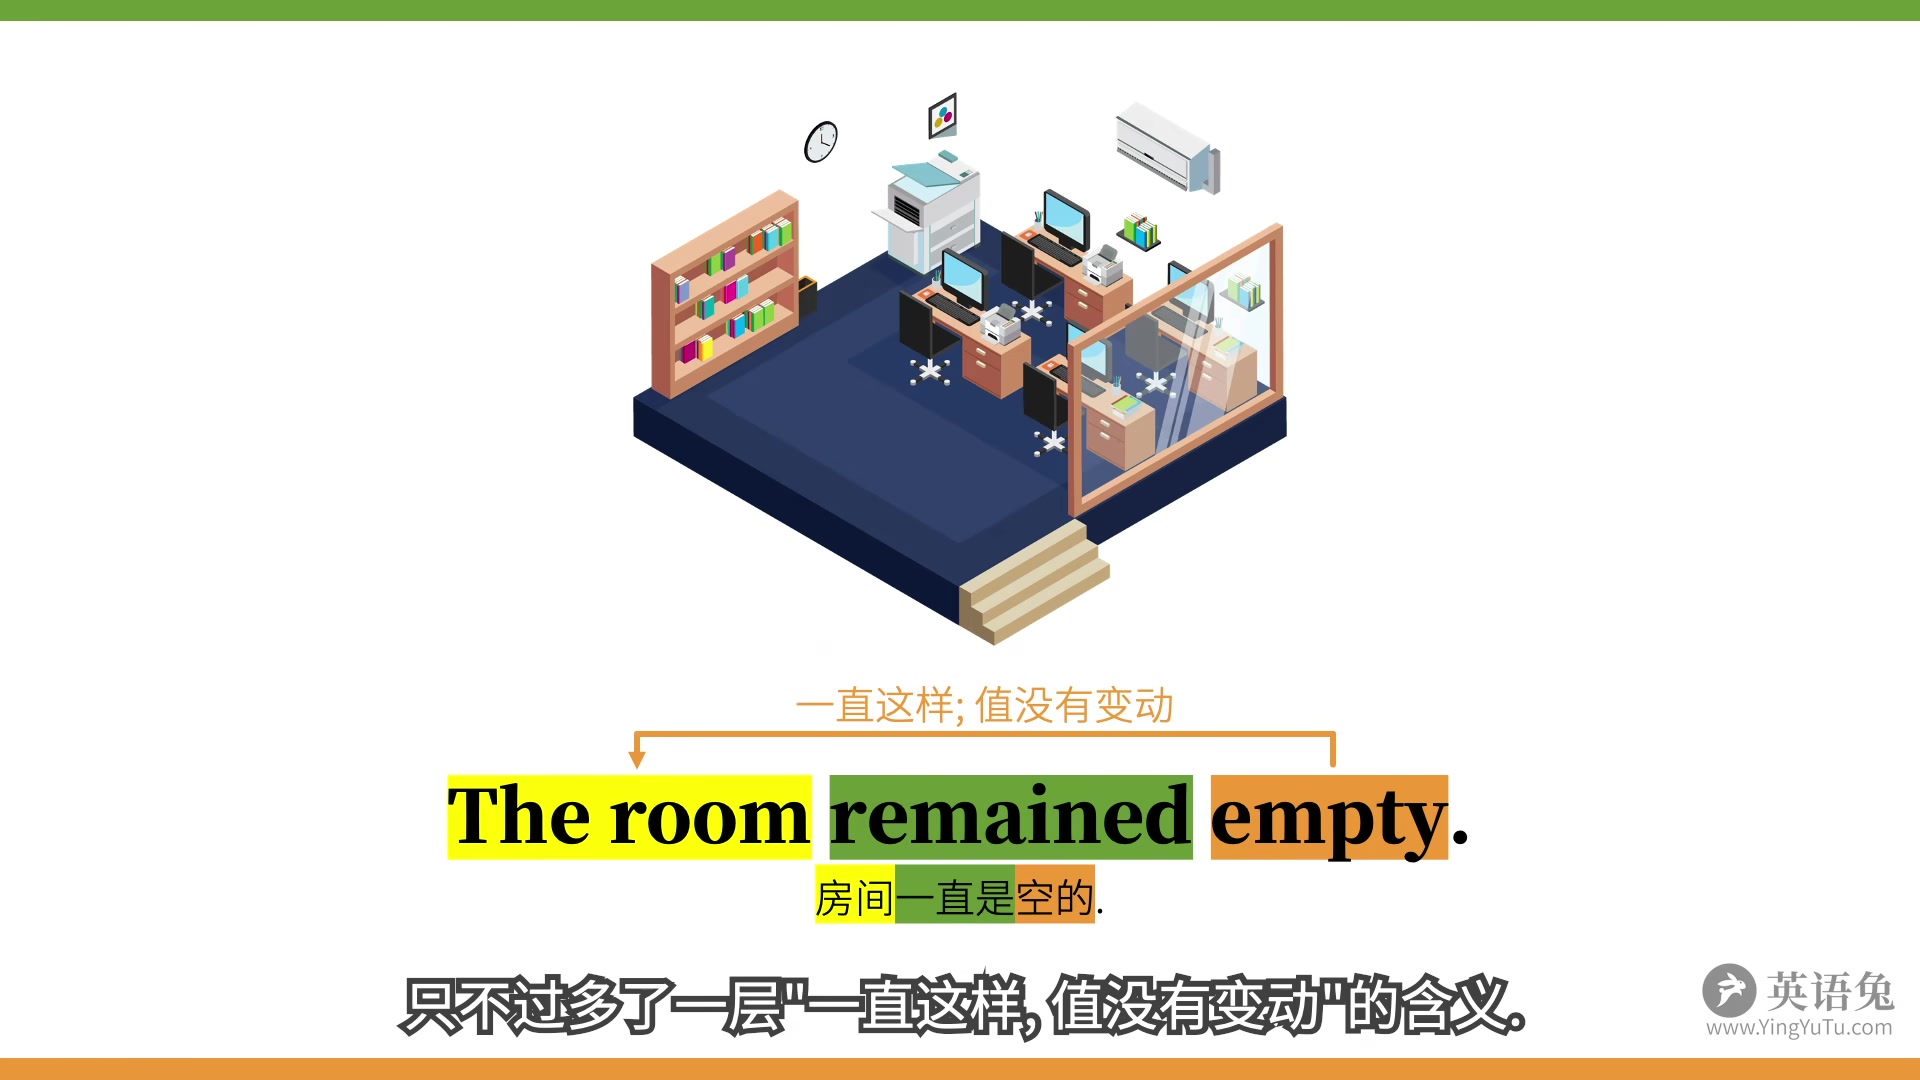 一直这样; 值没有变动
The room remained empty.
房间一直是空的.
只不过多了一层"一直这样, 值没有变动"的含义。
英语兔
www.YingYuTu.com